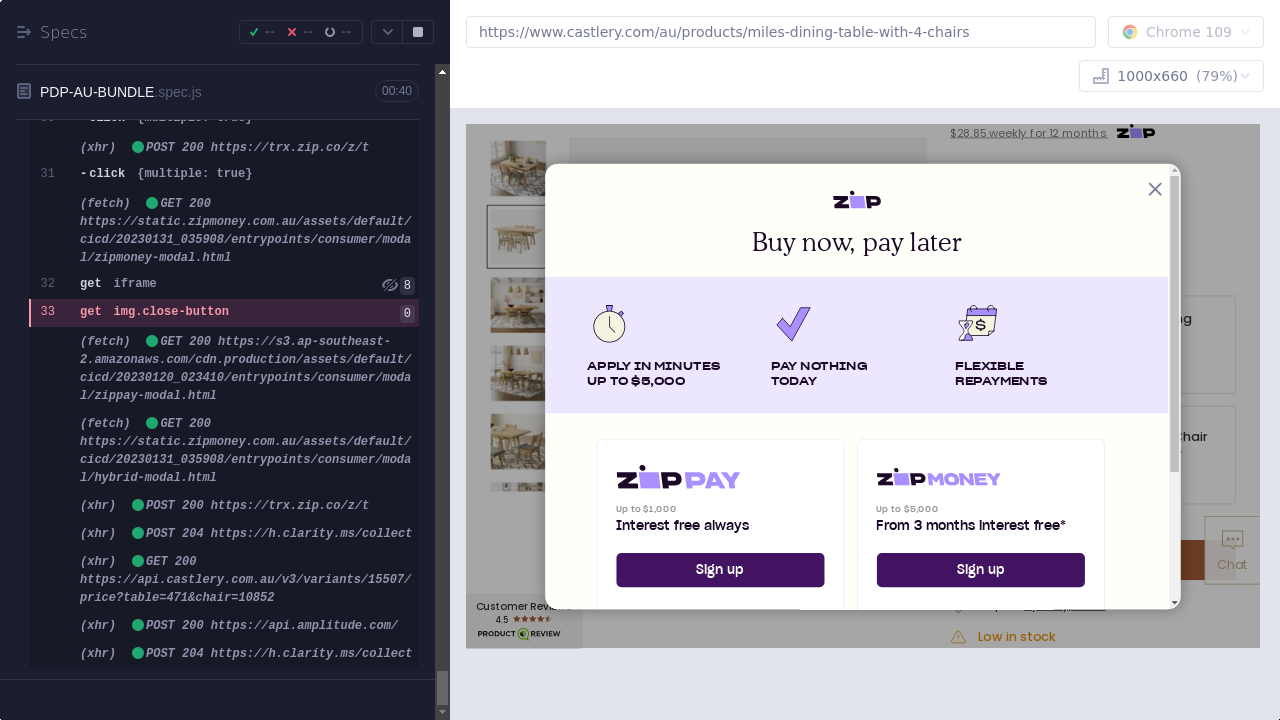 Specs
-- -- --
https://www.castlery.com/au/products/miles-dining-table-with-4-chairs
Chrome 109
1000x660 (79%)
PDP-AU-BUNDLE.spec.js
00:40
(xhr) POST 200 https://trx.zip.co/z/t
31 -click {multiple: true}
(fetch) GET 200
https://static.zipmoney.com.au/assets/default/
cicd/20230131_035908/entrypoints/consumer/moda
l/zipmoney-modal.html
32 get iframe 8
33 get img.close-button 0
(fetch) GET 200 https://s3.ap-southeast-
2.amazonaws.com/cdn.production/assets/default/
cicd/20230120_023410/entrypoints/consumer/moda
l/zippay-modal.html
(fetch) GET 200
https://static.zipmoney.com.au/assets/default/
cicd/20230131_035908/entrypoints/consumer/moda
l/hybrid-modal.html
(xhr) POST 200 https://trx.zip.co/z/t
(xhr) POST 204 https://h.clarity.ms/collect
(xhr) GET 200
https://api.castlery.com.au/v3/variants/15507/
price?table=471&chair=10852
(xhr) POST 200 https://api.amplitude.com/
(xhr) POST 204 https://h.clarity.ms/collect
$28.85 weekly for 12 months zip
zip
Buy now, pay later
APPLY IN MINUTES
UP TO $5,000
PAY NOTHING
TODAY
FLEXIBLE
REPAYMENTS
zip PAY
Up to $1,000
Interest free always
Sign up
zip MONEY
Up to $5,000
From 3 months interest free*
Sign up
Chair
Chat
Customer
4.5
PRODUCT REVIEW
Low in stock